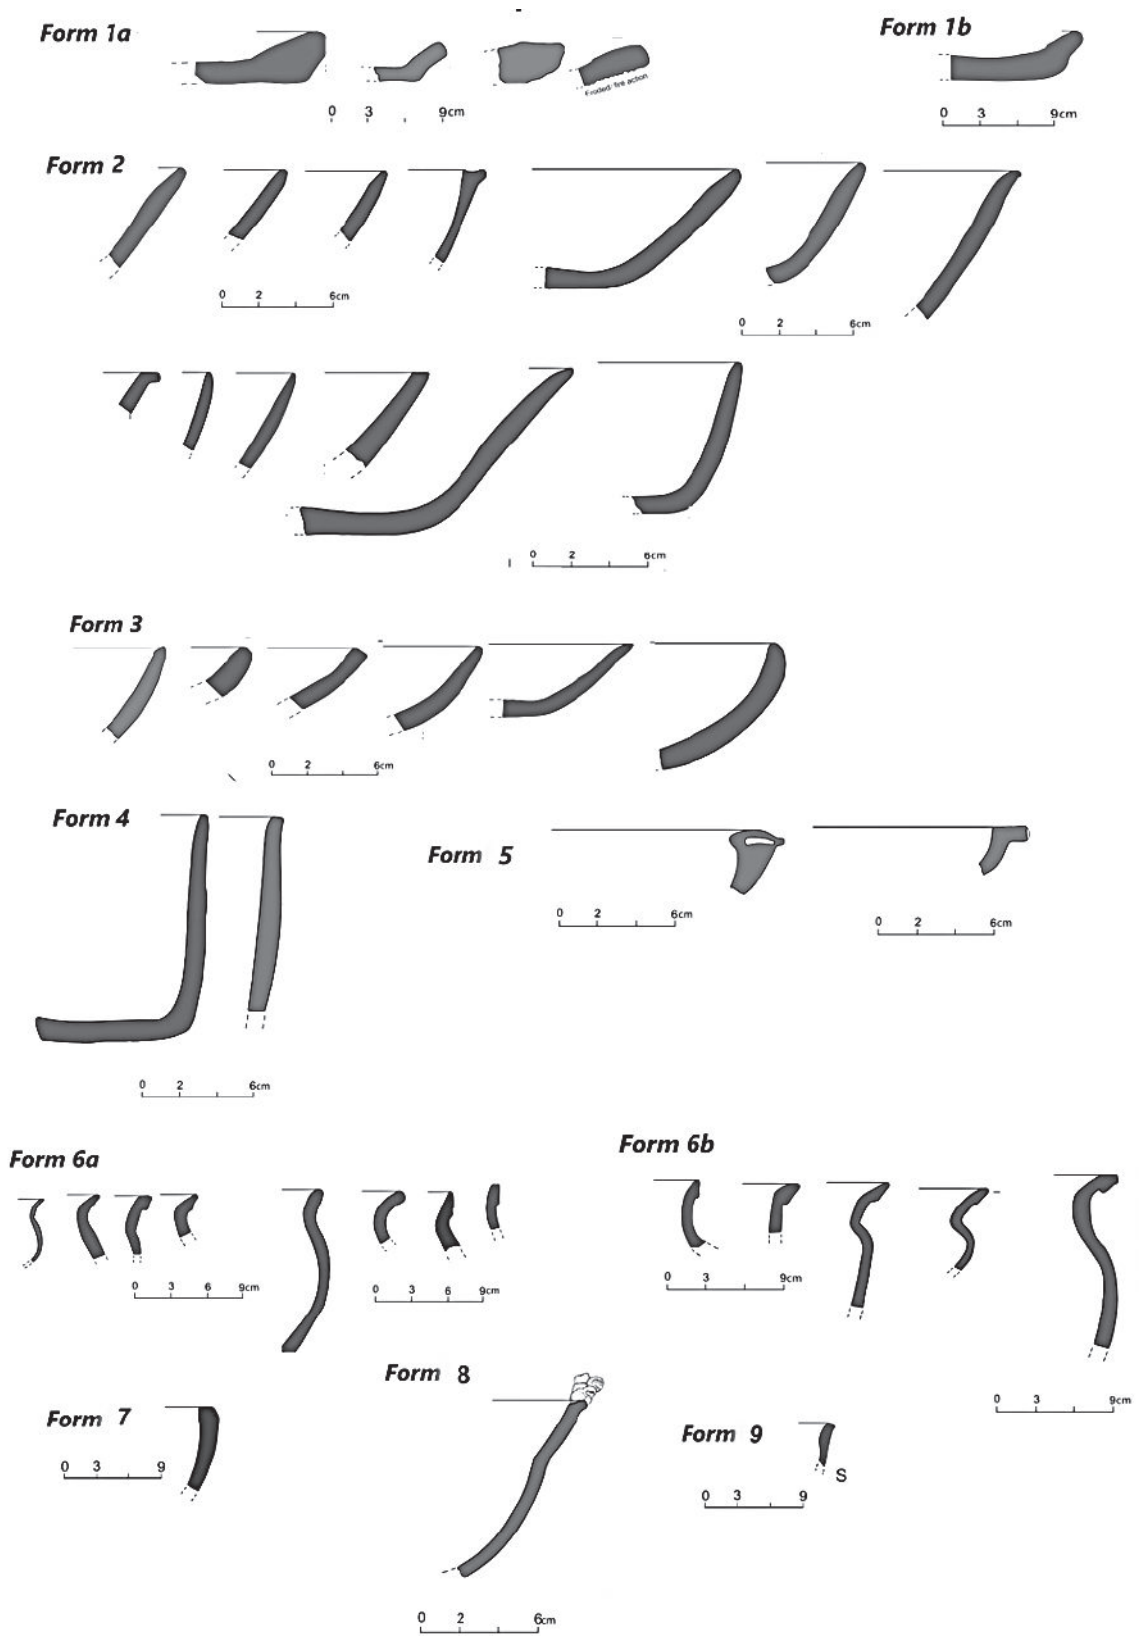 Form 1a
Form 1b
Eroded/ fire action
0 3 9cm
0 3 9cm
Form 2
0 2 6cm
0 2 6cm
0 2 6cm
Form 3
0 2 6cm
Form 4
Form 5
0 2 6cm
0 2 6cm
0 2 6cm
Form 6a
Form 6b
0 3 6 9cm
0 3 6 9cm
0 3 9cm
0 3 9cm
Form 7
0 3 9
Form 8
0 2 6cm
Form 9
S
0 3 9